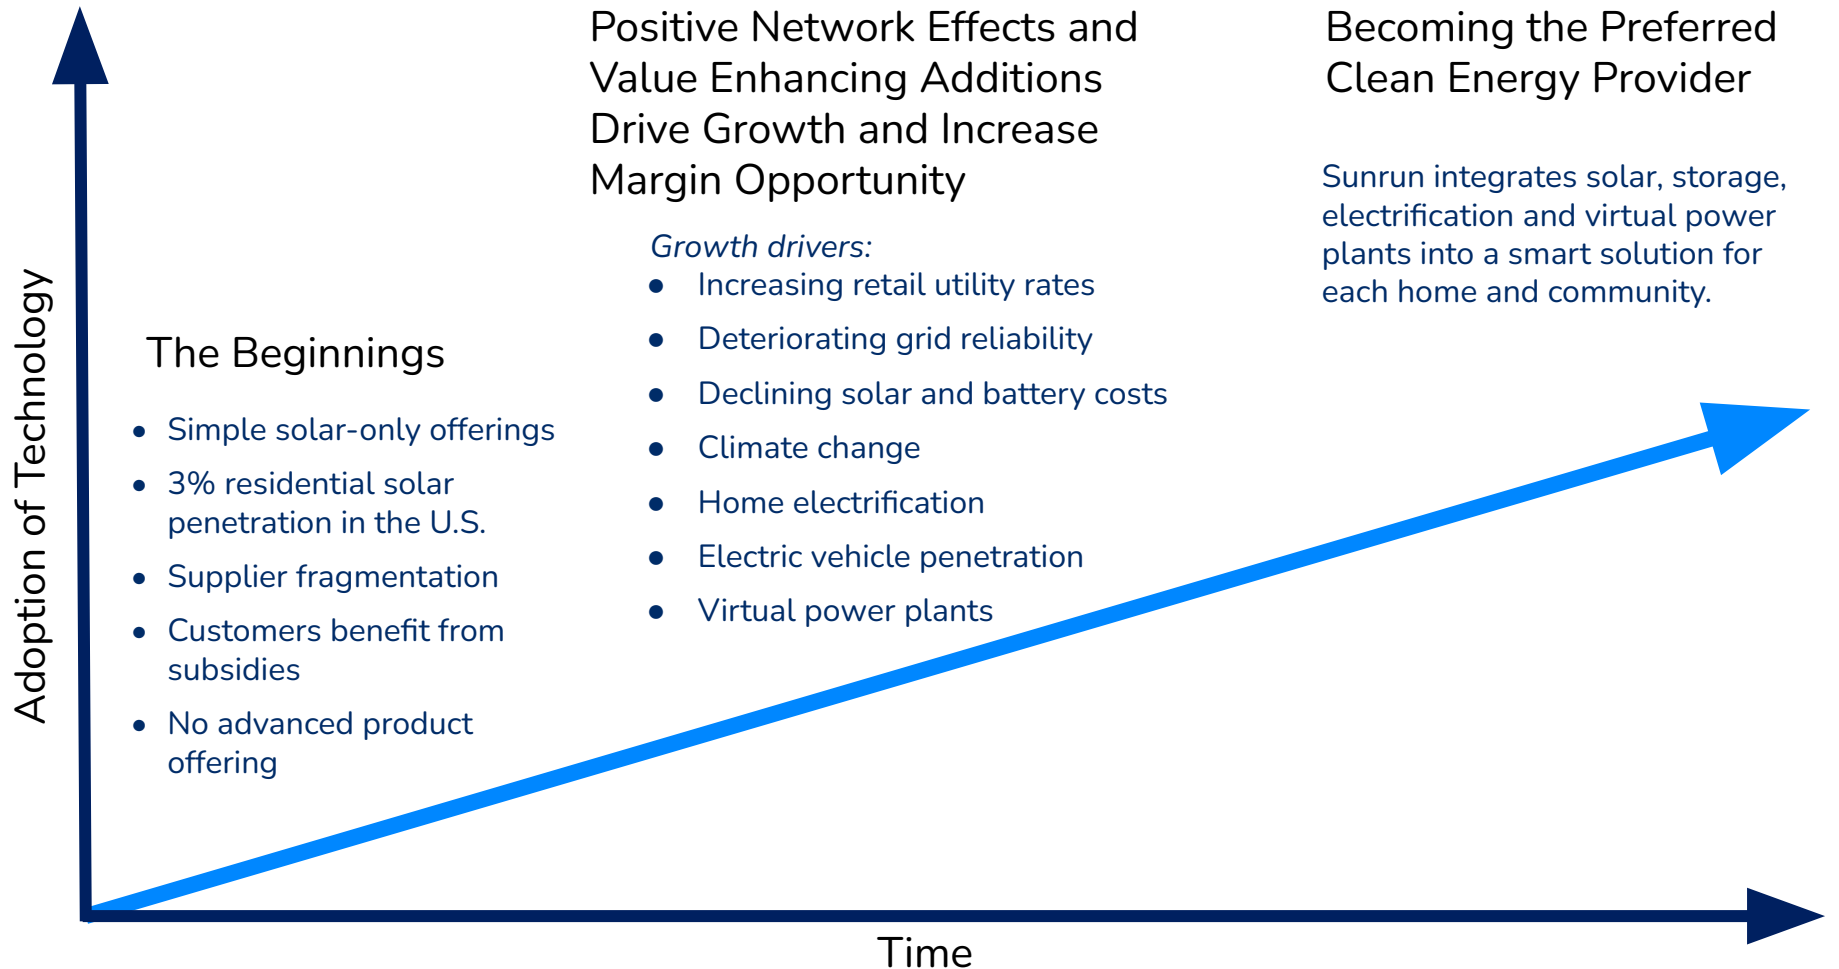 Adoption of Technology
The Beginnings
• Simple solar-only offerings
• 3% residential solar
penetration in the U.S.
• Supplier fragmentation
• Customers benefit from
subsidies
• No advanced product
offering
Positive Network Effects and
Value Enhancing Additions
Drive Growth and Increase
Margin Opportunity
Growth drivers:
• Increasing retail utility rates
• Deteriorating grid reliability
• Declining solar and battery costs
• Climate change
• Home electrification
• Electric vehicle penetration
• Virtual power plants
Becoming the Preferred
Clean Energy Provider
Sunrun integrates solar, storage,
electrification and virtual power
plants into a smart solution for
each home and community.
Time